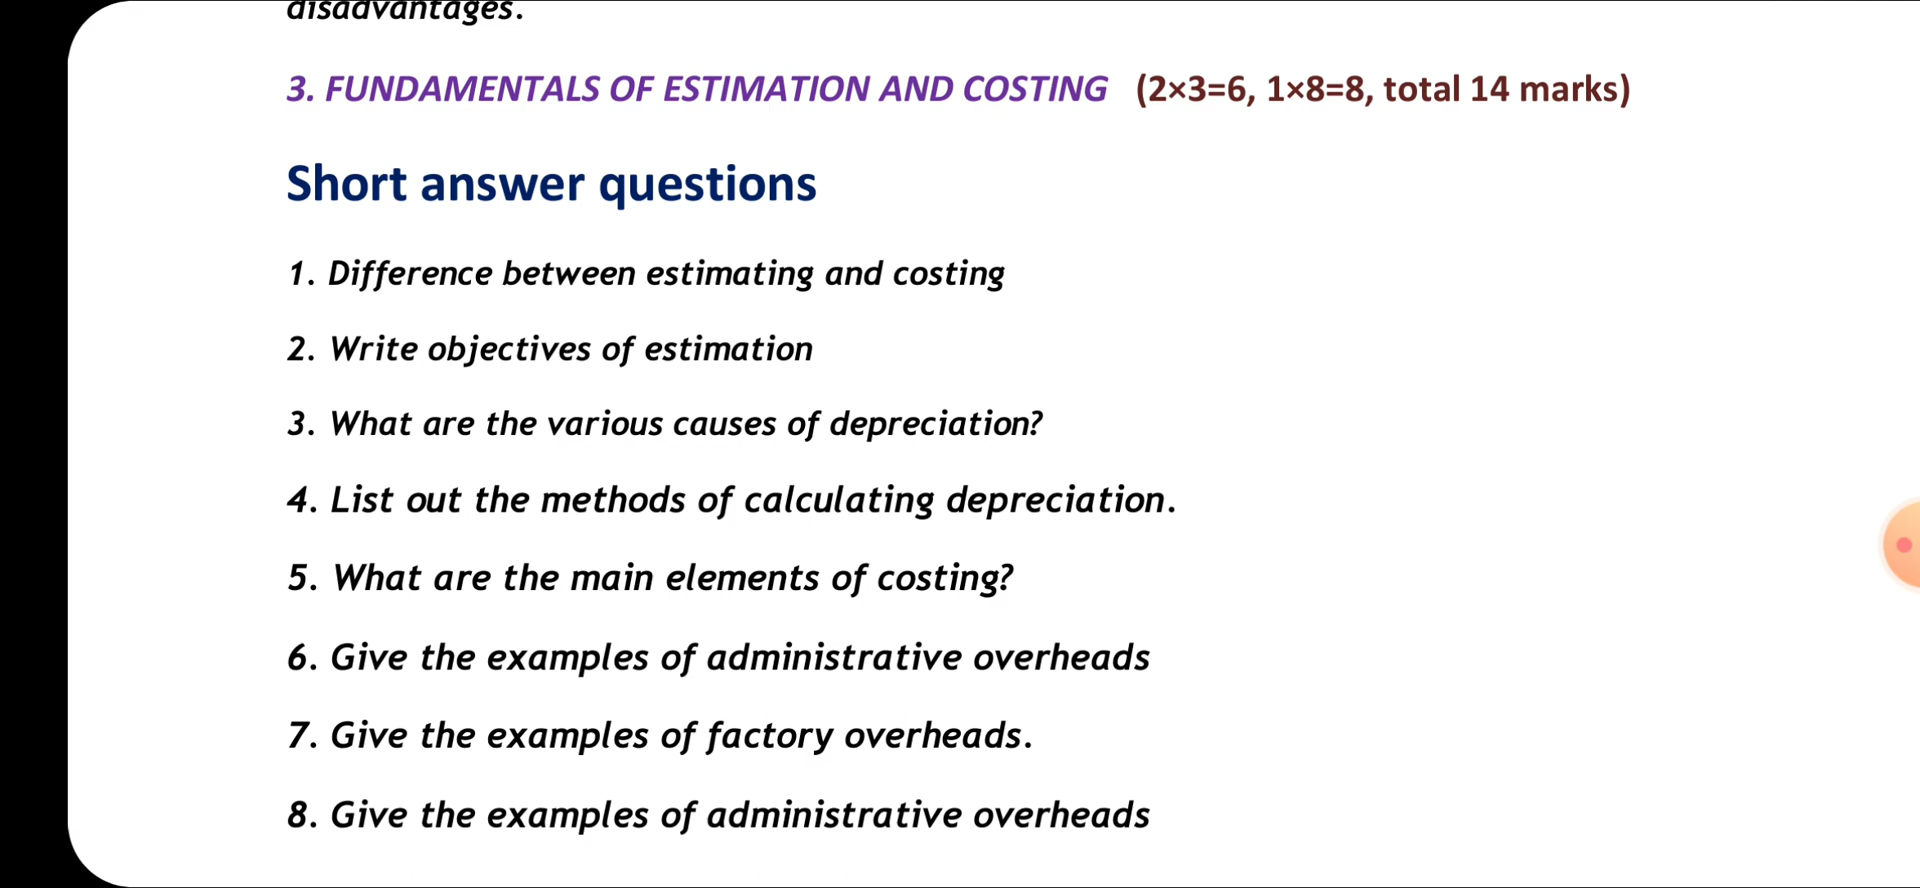 disadvantages.
3. FUNDAMENTALS OF ESTIMATION AND COSTING (2×3=6, 1×8=8, total 14 marks)
Short answer questions
1. Difference between estimating and costing
2. Write objectives of estimation
3. What are the various causes of depreciation?
4. List out the methods of calculating depreciation.
5. What are the main elements of costing?
6. Give the examples of administrative overheads
7. Give the examples of factory overheads.
8. Give the examples of administrative overheads